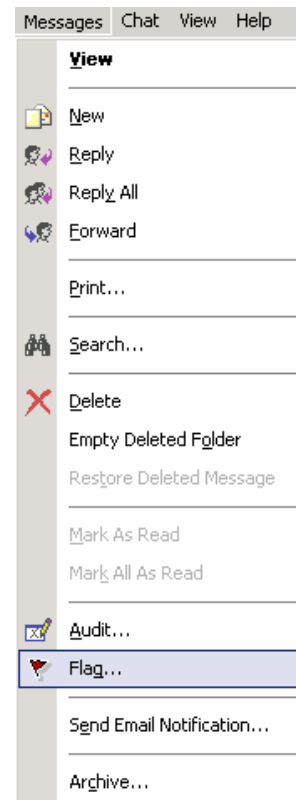 Messages Chat View Help
View
New
Reply
Reply All
Forward
Print...
Search...
Delete
Empty Deleted Folder
Restore Deleted Message
Mark As Read
Mark All As Read
Audit...
Flag...
Send Email Notification...
Archive...